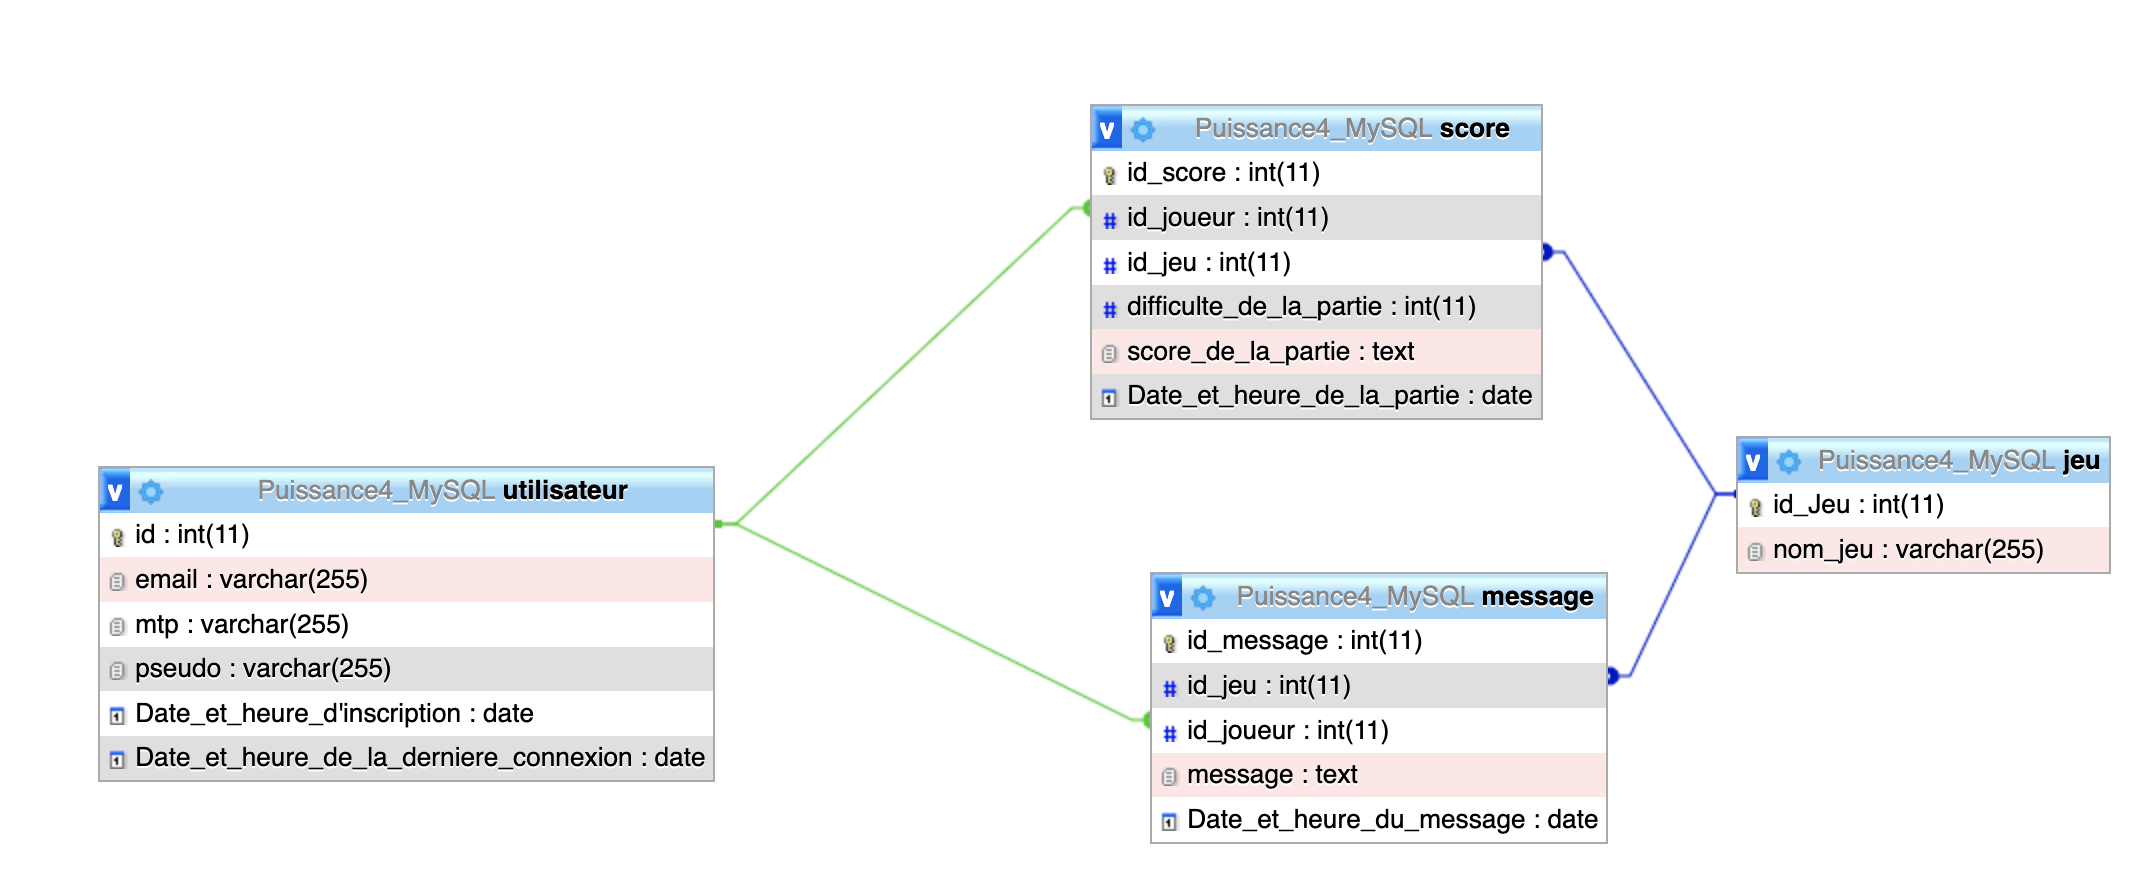 Puissance4_MySQL score
id_score : int(11)
id_joueur : int(11)
id_jeu : int(11)
difficulte_de_la_partie : int(11)
score_de_la_partie : text
Date_et_heure_de_la_partie : date
Puissance4_MySQL utilisateur
id : int(11)
email : varchar(255)
mtp : varchar(255)
pseudo : varchar(255)
Date_et_heure_d'inscription : date
Date_et_heure_de_la_derniere_connexion : date
Puissance4_MySQL message
id_message : int(11)
id_jeu : int(11)
id_joueur : int(11)
message : text
Date_et_heure_du_message : date
Puissance4_MySQL jeu
id_Jeu : int(11)
nom_jeu : varchar(255)